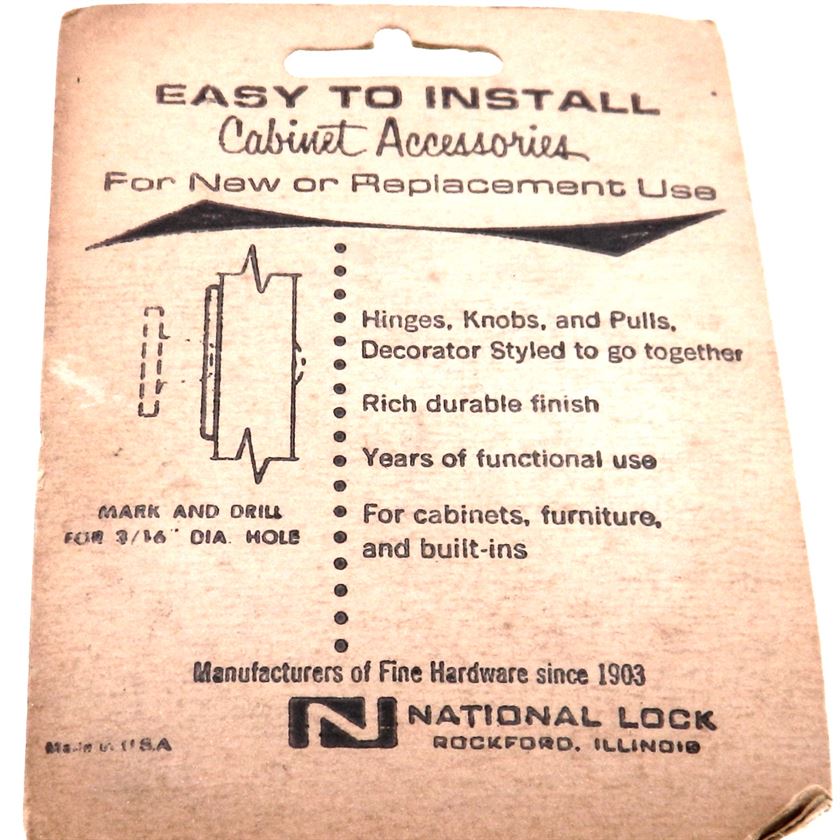 EASY TO INSTALL
Cabinet Accessories
For New or Replacement Use
Hinges, Knobs, and Pulls,
Decorator Styled to go together
Rich durable finish
Years of functional use
For cabinets, furniture,
and built-ins
MARK AND DRILL
FOR 3/16" DIA. HOLE
Manufacturers of Fine Hardware since 1903
N NATIONAL LOCK
ROCKFORD, ILLINOIS
Made in U.S.A